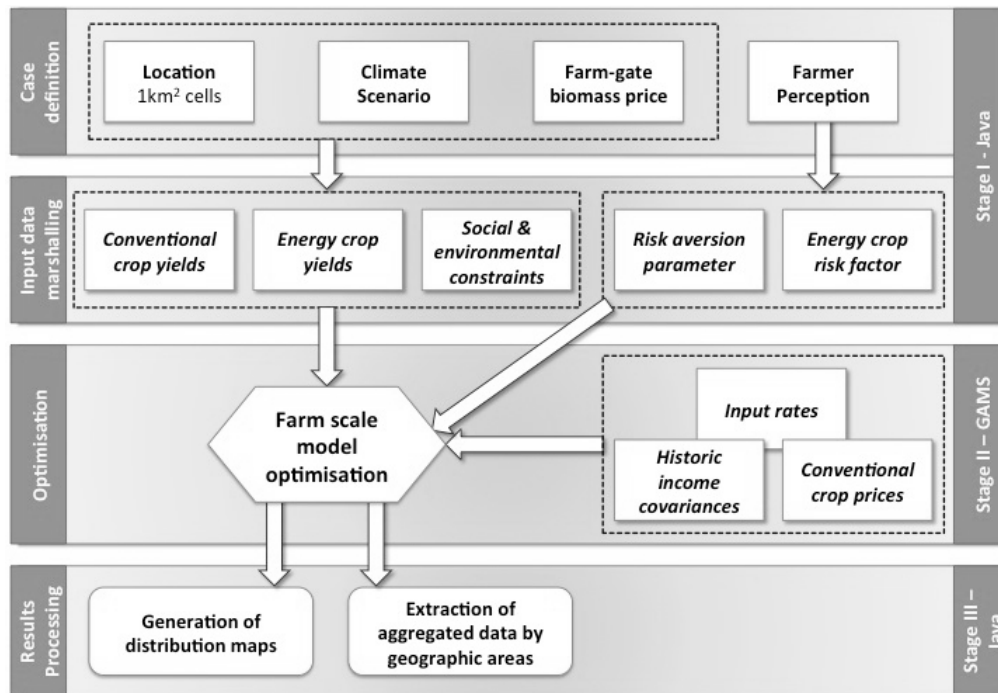 Case
definition
Location
1km² cells
Climate
Scenario
Farm-gate
biomass price
Farmer
Perception
Stage I - Java
Input data
marshalling
Conventional
crop yields
Energy crop
yields
Social &
environmental
constraints
Risk aversion
parameter
Energy crop
risk factor
Optimisation
Farm scale
model
optimisation
Input rates
Historic
income
covariances
Conventional
crop prices
Stage II – GAMS
Results
Processing
Generation of
distribution maps
Extraction of
aggregated data by
geographic areas
Stage III –
Java